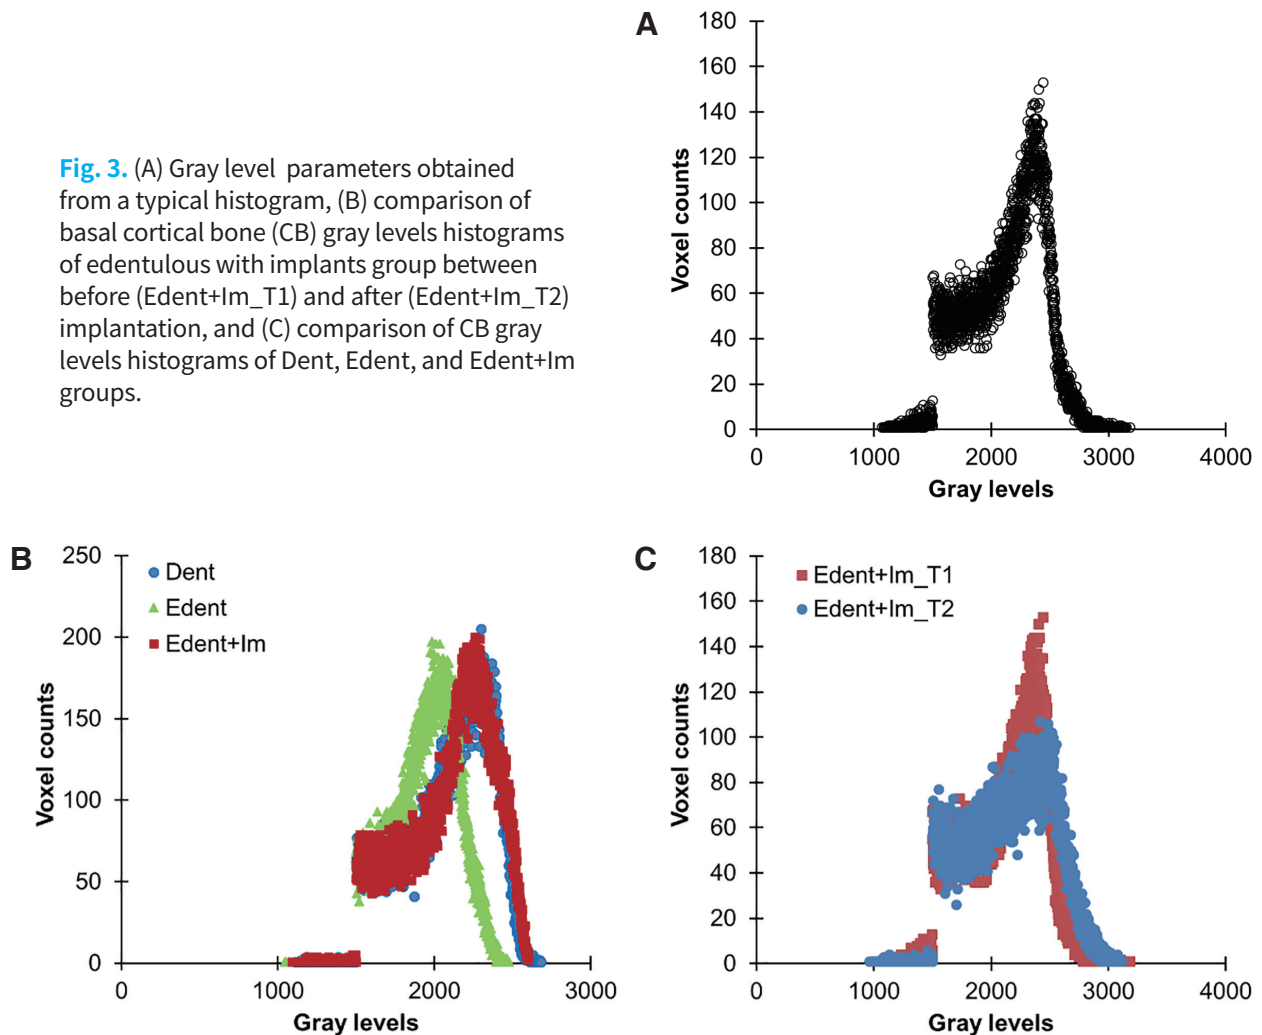 Fig. 3. (A) Gray level parameters obtained
from a typical histogram, (B) comparison of
basal cortical bone (CB) gray levels histograms
of edentulous with implants group between
before (Edent+Im_T1) and after (Edent+Im_T2)
implantation, and (C) comparison of CB gray
levels histograms of Dent, Edent, and Edent+Im
groups.
A
180
160
140
120
100
80
60
40
20
0
Voxel counts
0 1000 2000 3000 4000
Gray levels
B
250
200
150
100
50
0
Voxel counts
Dent
Edent
Edent+Im
0 1000 2000 3000
Gray levels
C
180
160
140
120
100
80
60
40
20
0
Voxel counts
Edent+Im_T1
Edent+Im_T2
0 1000 2000 3000 4000
Gray levels